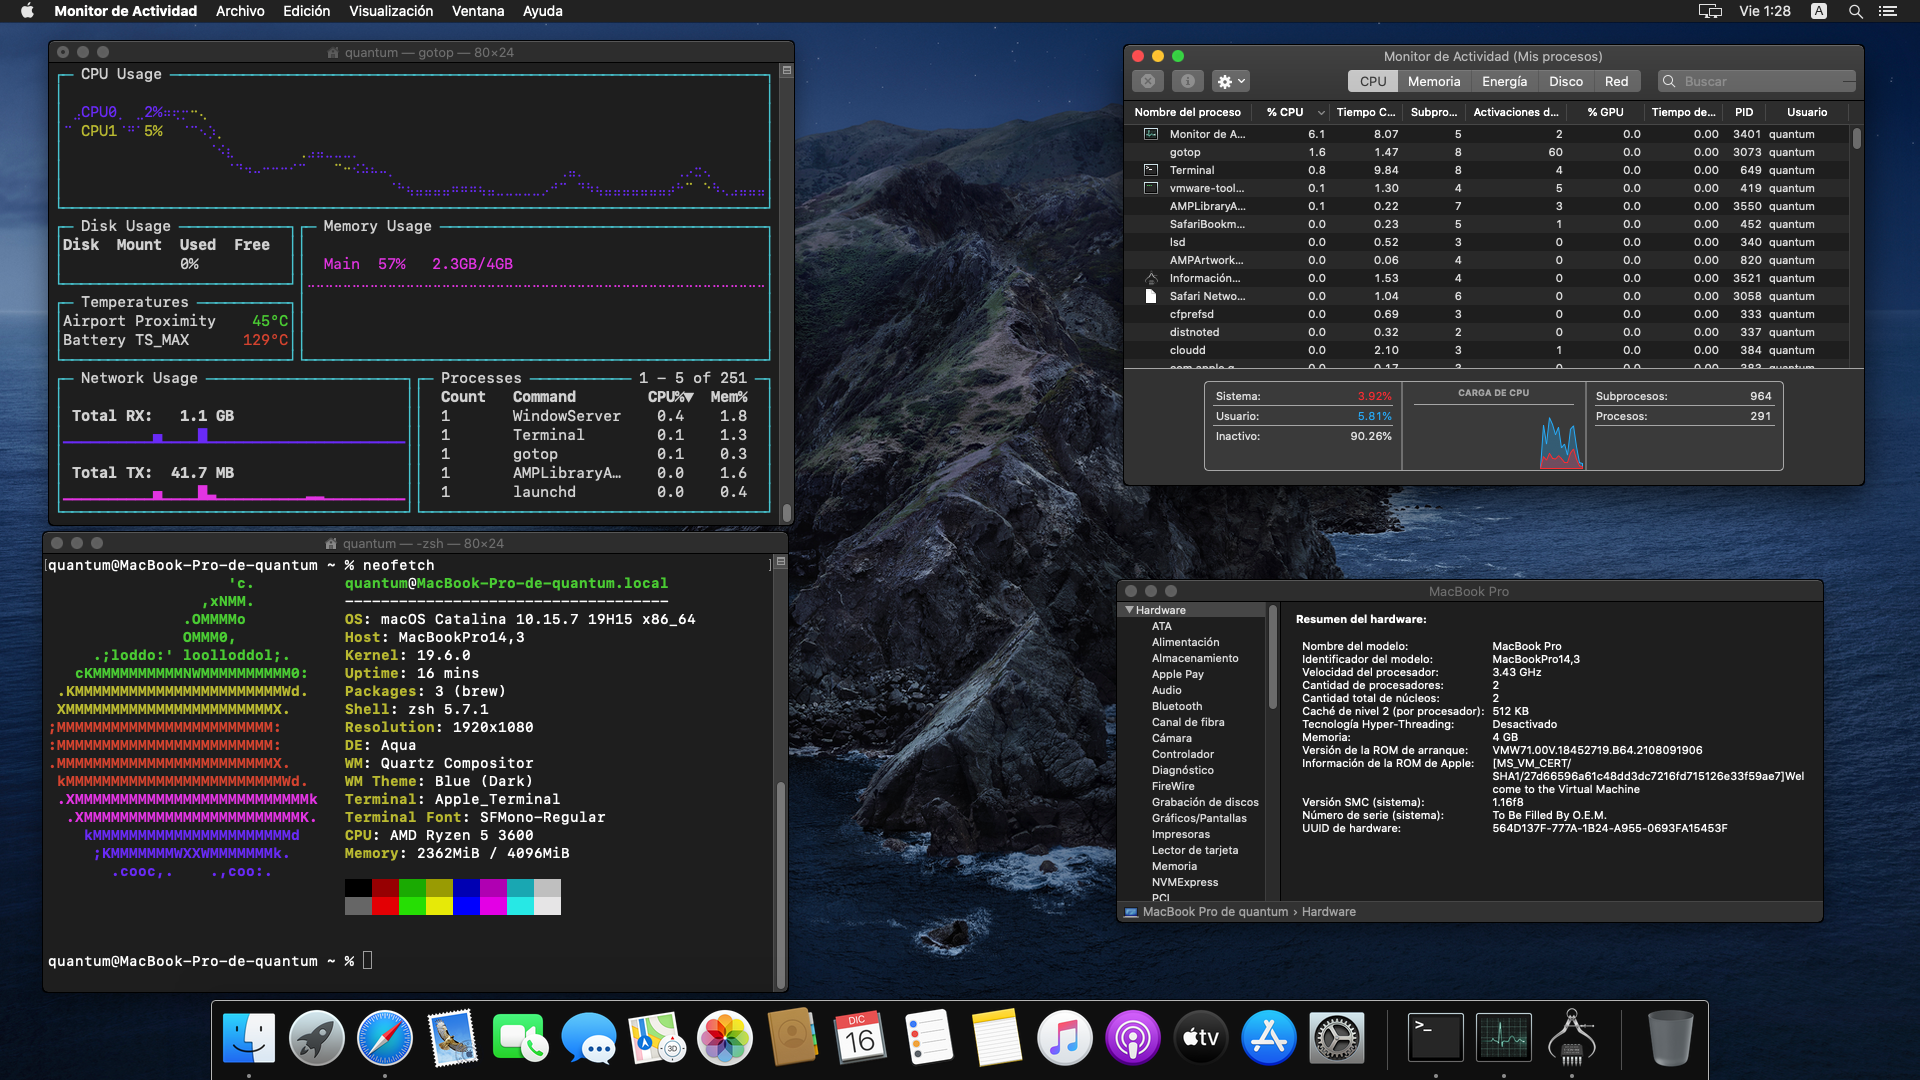 Monitor de Actividad Archivo Edición Visualización Ventana Ayuda Vie 1:28 A
quantum — gotop — 80×24
CPU Usage
CPU0 2%
CPU1 5%
Disk Usage
Disk Mount Used Free
0%
Memory Usage
Main 57% 2.3GB/4GB
Temperatures
Airport Proximity 45°C
Battery TS_MAX 129°C
Network Usage
Total RX: 1.1 GB
Total TX: 41.7 MB
Processes 1 - 5 of 251
Count Command CPU%▼ Mem%
1 WindowServer 0.4 1.8
1 Terminal 0.1 1.3
1 gotop 0.1 0.3
1 AMPLibraryA… 0.0 1.6
1 launchd 0.0 0.4
quantum — -zsh — 80×24
[quantum@MacBook-Pro-de-quantum ~ % neofetch ]
'c. quantum@MacBook-Pro-de-quantum.local
,xNMM. ------------------------------------
.OMMMMo OS: macOS Catalina 10.15.7 19H15 x86_64
OMMM0, Host: MacBookPro14,3
.;loddo:' loolloddol;. Kernel: 19.6.0
cKMMMMMMMMMMNWMMMMMMMMMM0: Uptime: 16 mins
.KMMMMMMMMMMMMMMMMMMMMMMMWd. Packages: 3 (brew)
XMMMMMMMMMMMMMMMMMMMMMMMX. Shell: zsh 5.7.1
;MMMMMMMMMMMMMMMMMMMMMMMM: Resolution: 1920x1080
:MMMMMMMMMMMMMMMMMMMMMMMM: DE: Aqua
.MMMMMMMMMMMMMMMMMMMMMMMMX. WM: Quartz Compositor
kMMMMMMMMMMMMMMMMMMMMMMMMWd. WM Theme: Blue (Dark)
.XMMMMMMMMMMMMMMMMMMMMMMMMMMk Terminal: Apple_Terminal
.XMMMMMMMMMMMMMMMMMMMMMMMMK. Terminal Font: SFMono-Regular
kMMMMMMMMMMMMMMMMMMMMMMd CPU: AMD Ryzen 5 3600
;KMMMMMMMWXXWMMMMMMMk. Memory: 2362MiB / 4096MiB
.cooc,. .,coo:.
quantum@MacBook-Pro-de-quantum ~ %
Monitor de Actividad (Mis procesos)
CPU Memoria Energía Disco Red Buscar
Nombre del proceso % CPU Tiempo C... Subpro... Activaciones d... % GPU Tiempo de... PID Usuario
Monitor de A... 6.1 8.07 5 2 0.0 0.00 3401 quantum
gotop 1.6 1.47 8 60 0.0 0.00 3073 quantum
Terminal 0.8 9.84 8 4 0.0 0.00 649 quantum
vmware-tool... 0.1 1.30 4 5 0.0 0.00 419 quantum
AMPLibraryA... 0.1 0.22 7 3 0.0 0.00 3550 quantum
SafariBookm... 0.0 0.23 5 1 0.0 0.00 452 quantum
lsd 0.0 0.52 3 0 0.0 0.00 340 quantum
AMPArtwork... 0.0 0.06 4 0 0.0 0.00 820 quantum
Información... 0.0 1.53 4 0 0.0 0.00 3521 quantum
Safari Netwo... 0.0 1.04 6 0 0.0 0.00 3058 quantum
cfprefsd 0.0 0.69 3 0 0.0 0.00 333 quantum
distnoted 0.0 0.32 2 0 0.0 0.00 337 quantum
cloudd 0.0 2.10 3 1 0.0 0.00 384 quantum
Sistema: 3.92%
Usuario: 5.81%
Inactivo: 90.26%
CARGA DE CPU
Subprocesos: 964
Procesos: 291
MacBook Pro
Hardware
ATA
Alimentación
Almacenamiento
Apple Pay
Audio
Bluetooth
Canal de fibra
Cámara
Controlador
Diagnóstico
FireWire
Grabación de discos
Gráficos/Pantallas
Impresoras
Lector de tarjeta
Memoria
NVMExpress
PCI
Resumen del hardware:
Nombre del modelo: MacBook Pro
Identificador del modelo: MacBookPro14,3
Velocidad del procesador: 3.43 GHz
Cantidad de procesadores: 2
Cantidad total de núcleos: 2
Caché de nivel 2 (por procesador): 512 KB
Tecnología Hyper-Threading: Desactivado
Memoria: 4 GB
Versión de la ROM de arranque: VMW71.00V.18452719.B64.2108091906
Información de la ROM de Apple: [MS_VM_CERT/
SHA1/27d66596a61c48dd3dc7216fd715126e33f59ae7]Wel
come to the Virtual Machine
Versión SMC (sistema): 1.16f8
Número de serie (sistema): To Be Filled By O.E.M.
UUID de hardware: 564D137F-777A-1B24-A955-0693FA15453F
MacBook Pro de quantum › Hardware
DIC
16
3D
tv
>_